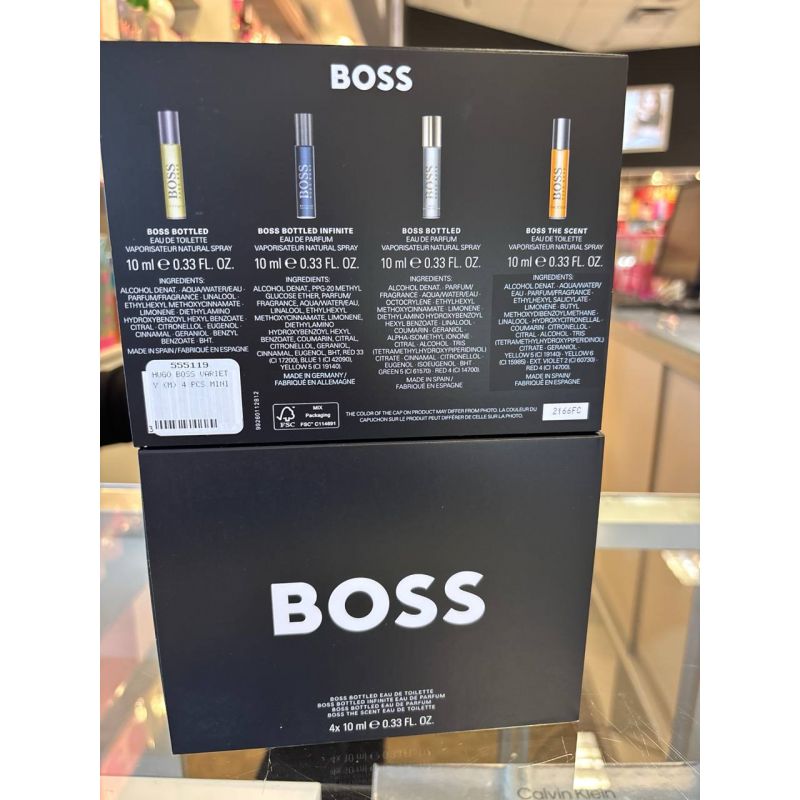 BOSS
BOSS
BOSS
BOSS
BOSS
BOSS BOTTLED
EAU DE TOILETTE
VAPORISATEUR NATURAL SPRAY
10 ml ℮ 0.33 FL. OZ.
INGREDIENTS:
ALCOHOL DENAT. · AQUA/WATER/EAU ·
PARFUM/FRAGRANCE · LINALOOL ·
ETHYLHEXYL METHOXYCINNAMATE ·
LIMONENE · DIETHYLAMINO
HYDROXYBENZOYL HEXYL BENZOATE ·
CITRAL · CITRONELLOL · EUGENOL ·
CINNAMAL · GERANIOL · BENZYL
BENZOATE · BHT.
MADE IN SPAIN / FABRIQUÉ EN ESPAGNE
BOSS BOTTLED INFINITE
EAU DE PARFUM
VAPORISATEUR NATURAL SPRAY
10 ml ℮ 0.33 FL. OZ.
INGREDIENTS:
ALCOHOL DENAT., PPG-20 METHYL
GLUCOSE ETHER, PARFUM/
FRAGRANCE, AQUA/WATER/EAU,
LINALOOL, ETHYLHEXYL
METHOXYCINNAMATE, LIMONENE,
DIETHYLAMINO
HYDROXYBENZOYL HEXYL
BENZOATE, COUMARIN, CITRAL,
CITRONELLOL, GERANIOL,
CINNAMAL, EUGENOL, BHT, RED 33
(CI 17200), BLUE 1 (CI 42090),
YELLOW 5 (CI 19140).
MADE IN GERMANY /
FABRIQUÉ EN ALLEMAGNE
BOSS BOTTLED
EAU DE PARFUM
VAPORISATEUR NATURAL SPRAY
10 ml ℮ 0.33 FL. OZ.
INGREDIENTS:
ALCOHOL DENAT. · PARFUM/
FRAGRANCE · AQUA/WATER/EAU ·
OCTOCRYLENE · ETHYLHEXYL
METHOXYCINNAMATE · LIMONENE ·
DIETHYLAMINO HYDROXYBENZOYL
HEXYL BENZOATE · LINALOOL ·
COUMARIN · GERANIOL ·
ALPHA-ISOMETHYL IONONE ·
CITRONELLOL · TRIS
(TETRAMETHYLHYDROXYPIPERIDINOL)
CITRATE · CINNAMAL · CITRONELLOL ·
EUGENOL · ISOEUGENOL · BHT ·
GREEN 5 (CI 61570) · RED 4 (CI 14700).
MADE IN SPAIN /
FABRIQUÉ EN ESPAGNE
BOSS THE SCENT
EAU DE TOILETTE
VAPORISATEUR NATURAL SPRAY
10 ml ℮ 0.33 FL. OZ.
INGREDIENTS:
ALCOHOL DENAT. · AQUA/WATER/
EAU · PARFUM/FRAGRANCE ·
ETHYLHEXYL SALICYLATE ·
LIMONENE · BUTYL
METHOXYDIBENZOYLMETHANE ·
LINALOOL · HYDROXYCITRONELLAL ·
COUMARIN · CITRONELLOL ·
CITRAL · ALCOHOL · TRIS
(TETRAMETHYLHYDROXYPIPERIDINOL)
CITRATE · GERANIOL ·
YELLOW 5 (CI 19140) · YELLOW 6
(CI 15985) · EXT. VIOLET 2 (CI 60730) ·
RED 4 (CI 14700).
MADE IN SPAIN /
FABRIQUÉ EN ESPAGNE
555119
HUGO BOSS VARIET
Y (M) 4 PCS MINI
99260112812
FSC
MIX
Packaging
FSC® C114891
THE COLOR OF THE CAP ON PRODUCT MAY DIFFER FROM PHOTO. LA COULEUR DU
CAPUCHON SUR LE PRODUIT PEUT DIFFÉRER DE CELLE SUR LA PHOTO.
2166FC
BOSS
BOSS BOTTLED EAU DE TOILETTE
BOSS BOTTLED INFINITE EAU DE PARFUM
BOSS BOTTLED EAU DE PARFUM
BOSS THE SCENT EAU DE TOILETTE
4x 10 ml ℮ 0.33 FL. OZ.
Calvin Klein